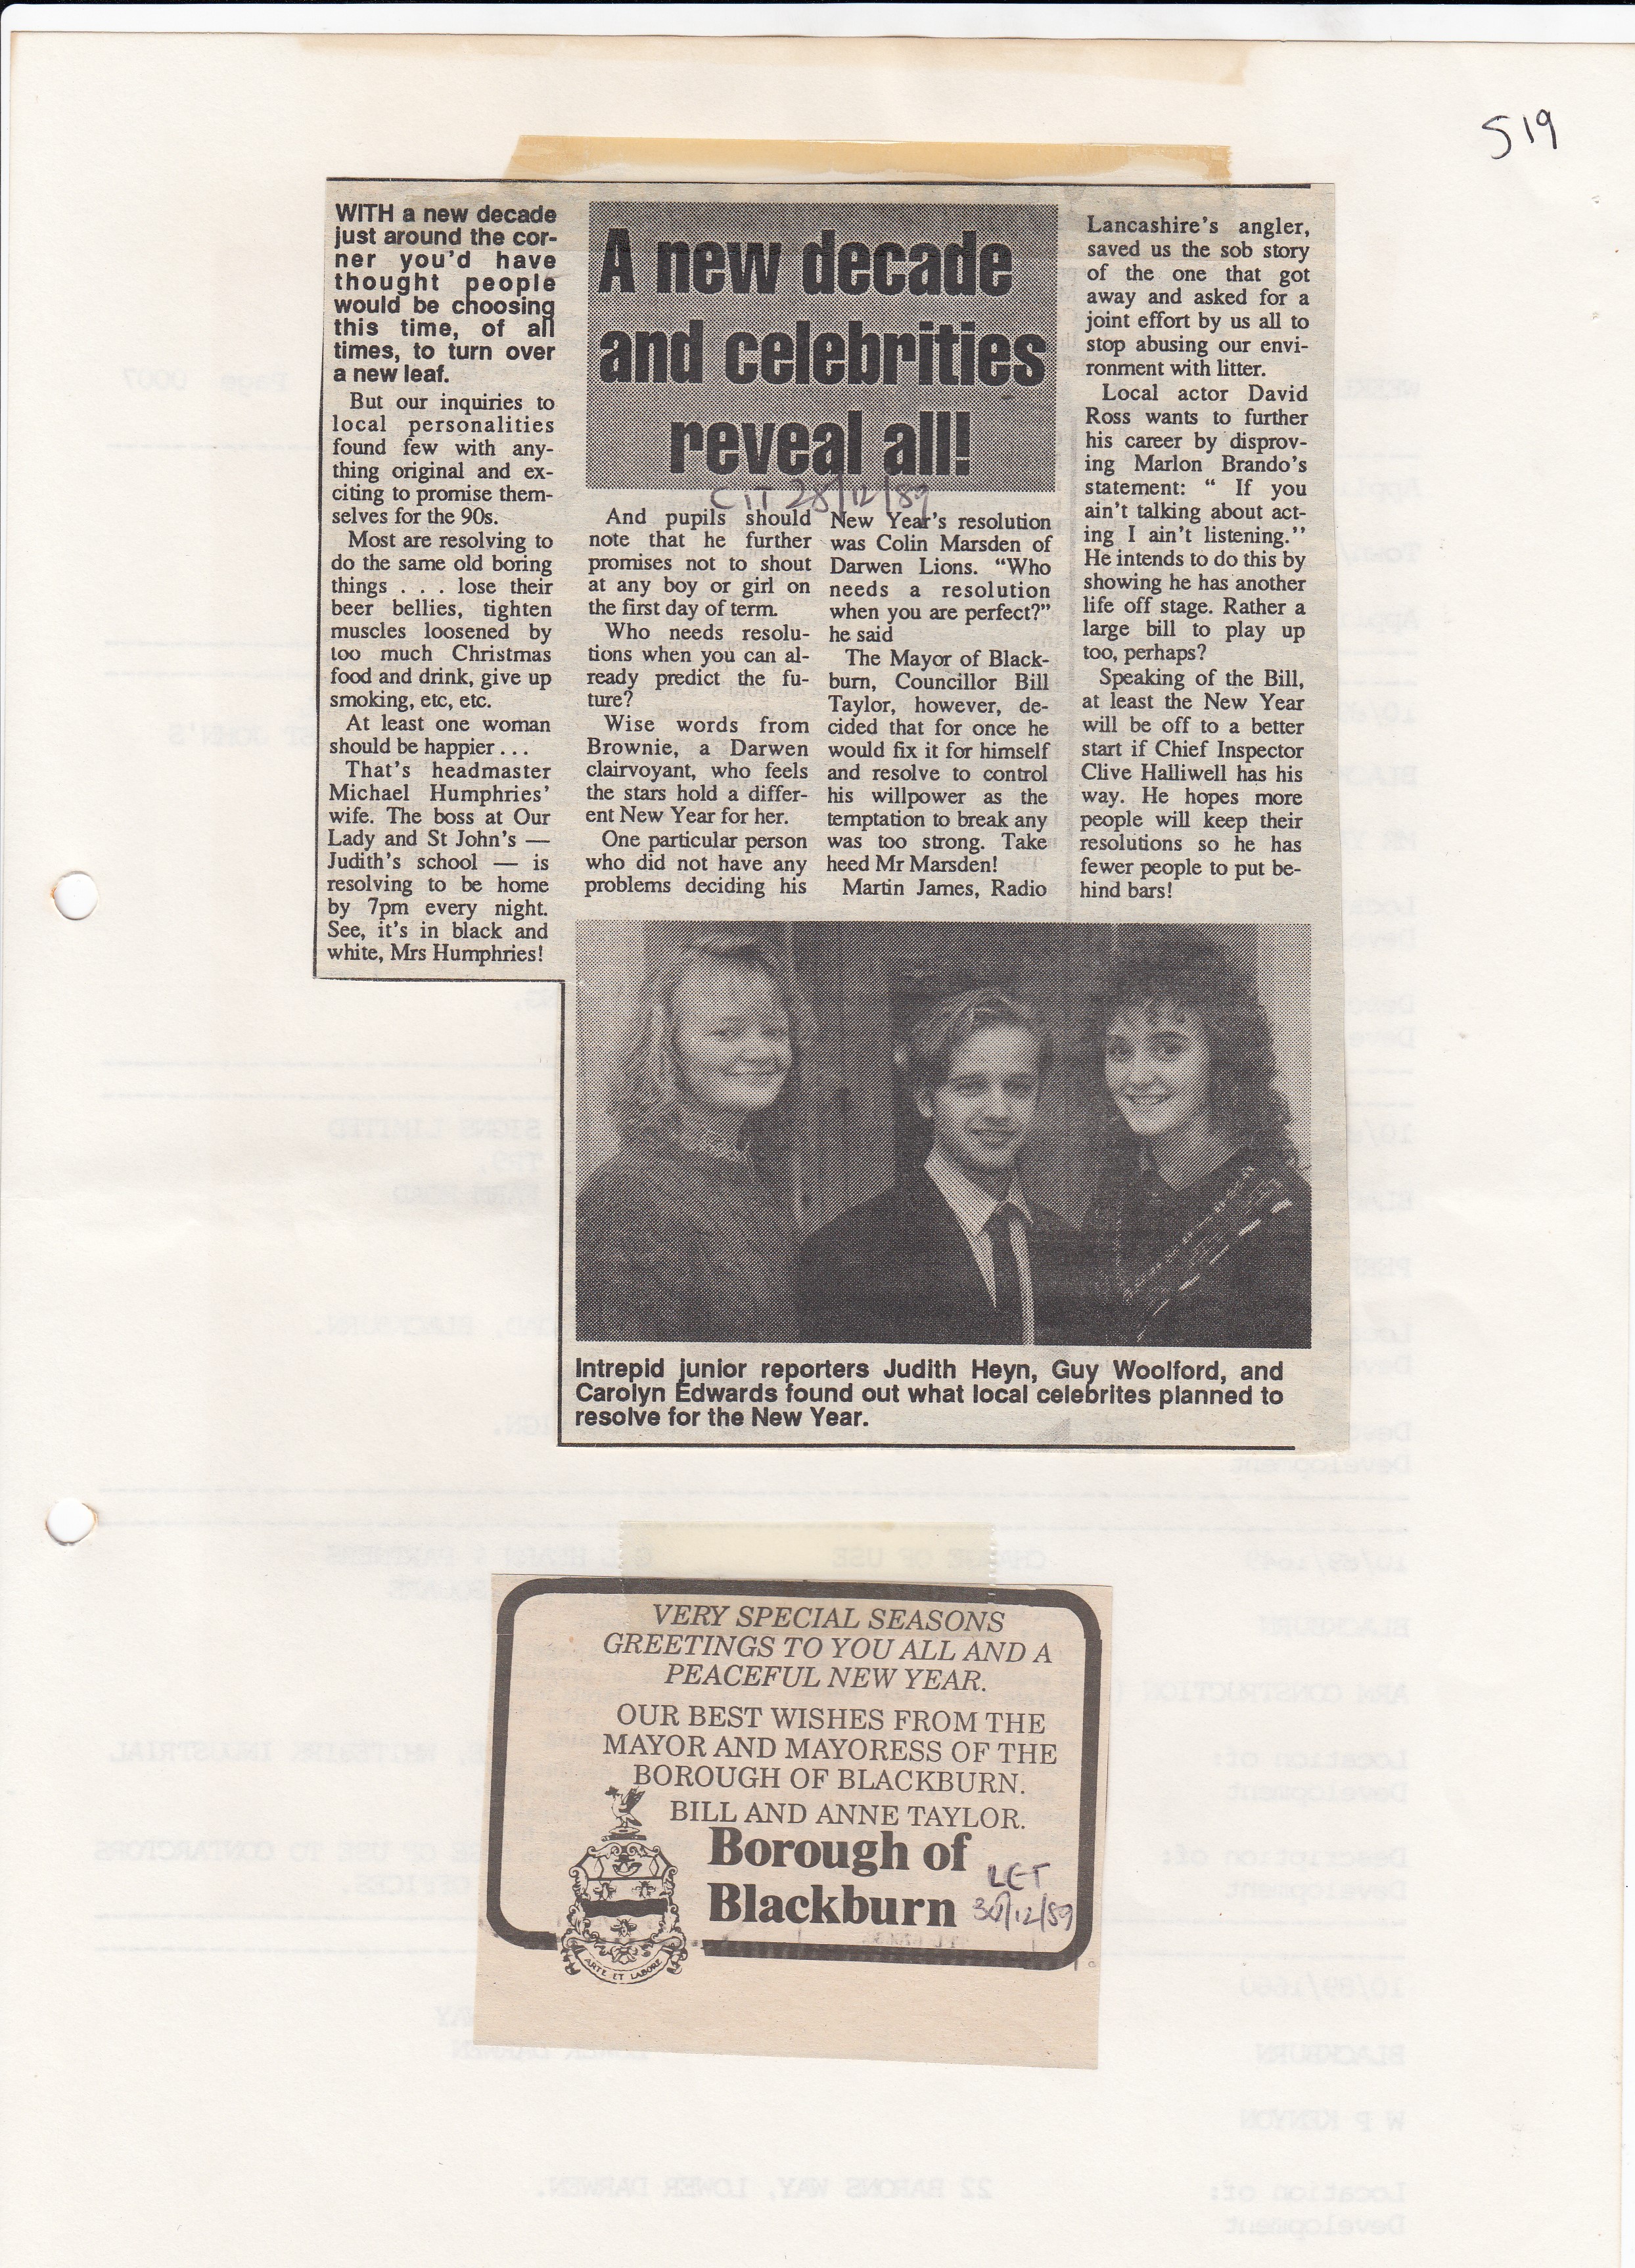 519
WITH a new decade
just around the cor-
ner you'd have
thought people
would be choosing
this time, of all
times, to turn over
a new leaf.
But our inquiries to
local personalities
found few with any-
thing original and ex-
citing to promise them-
selves for the 90s.
Most are resolving to
do the same old boring
things . . . lose their
beer bellies, tighten
muscles loosened by
too much Christmas
food and drink, give up
smoking, etc, etc.
At least one woman
should be happier . . .
That's headmaster
Michael Humphries'
wife. The boss at Our
Lady and St John's —
Judith's school — is
resolving to be home
by 7pm every night.
See, it's in black and
white, Mrs Humphries!
A new decade
and celebrities
reveal all!
CIT 28/12/89
And pupils should
note that he further
promises not to shout
at any boy or girl on
the first day of term.
Who needs resolu-
tions when you can al-
ready predict the fu-
ture?
Wise words from
Brownie, a Darwen
clairvoyant, who feels
the stars hold a differ-
ent New Year for her.
One particular person
who did not have any
problems deciding his
New Year's resolution
was Colin Marsden of
Darwen Lions. “Who
needs a resolution
when you are perfect?”
he said
The Mayor of Black-
burn, Councillor Bill
Taylor, however, de-
cided that for once he
would fix it for himself
and resolve to control
his willpower as the
temptation to break any
was too strong. Take
heed Mr Marsden!
Martin James, Radio
Lancashire's angler,
saved us the sob story
of the one that got
away and asked for a
joint effort by us all to
stop abusing our envi-
ronment with litter.
Local actor David
Ross wants to further
his career by disprov-
ing Marlon Brando's
statement: “ If you
ain't talking about act-
ing I ain't listening.’’
He intends to do this by
showing he has another
life off stage. Rather a
large bill to play up
too, perhaps?
Speaking of the Bill,
at least the New Year
will be off to a better
start if Chief Inspector
Clive Halliwell has his
way. He hopes more
people will keep their
resolutions so he has
fewer people to put be-
hind bars!
Intrepid junior reporters Judith Heyn, Guy Woolford, and
Carolyn Edwards found out what local celebrites planned to
resolve for the New Year.
VERY SPECIAL SEASONS
GREETINGS TO YOU ALL AND A
PEACEFUL NEW YEAR.
OUR BEST WISHES FROM THE
MAYOR AND MAYORESS OF THE
BOROUGH OF BLACKBURN.
BILL AND ANNE TAYLOR.
Borough of
Blackburn
LET
30/12/89
ARTE ET LABORE